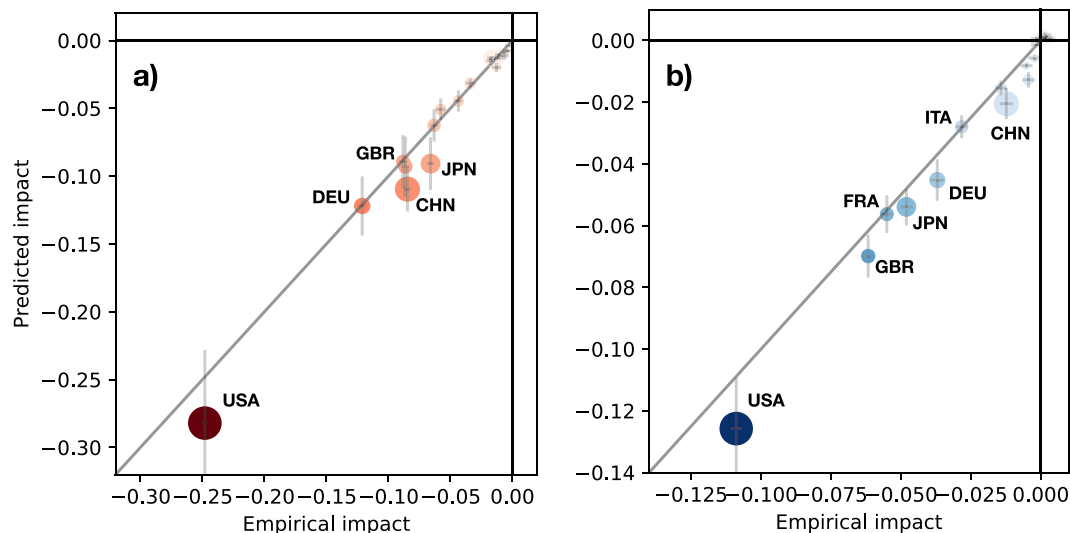 a)
0.00
−0.05
−0.10
−0.15
−0.20
−0.25
−0.30
Predicted impact
GBR
JPN
DEU
CHN
USA
−0.30 −0.25 −0.20 −0.15 −0.10 −0.05 0.00
Empirical impact
b)
0.00
−0.02
−0.04
−0.06
−0.08
−0.10
−0.12
−0.14
ITA
CHN
DEU
FRA
JPN
GBR
USA
−0.125 −0.100 −0.075 −0.050 −0.025 0.000
Empirical impact